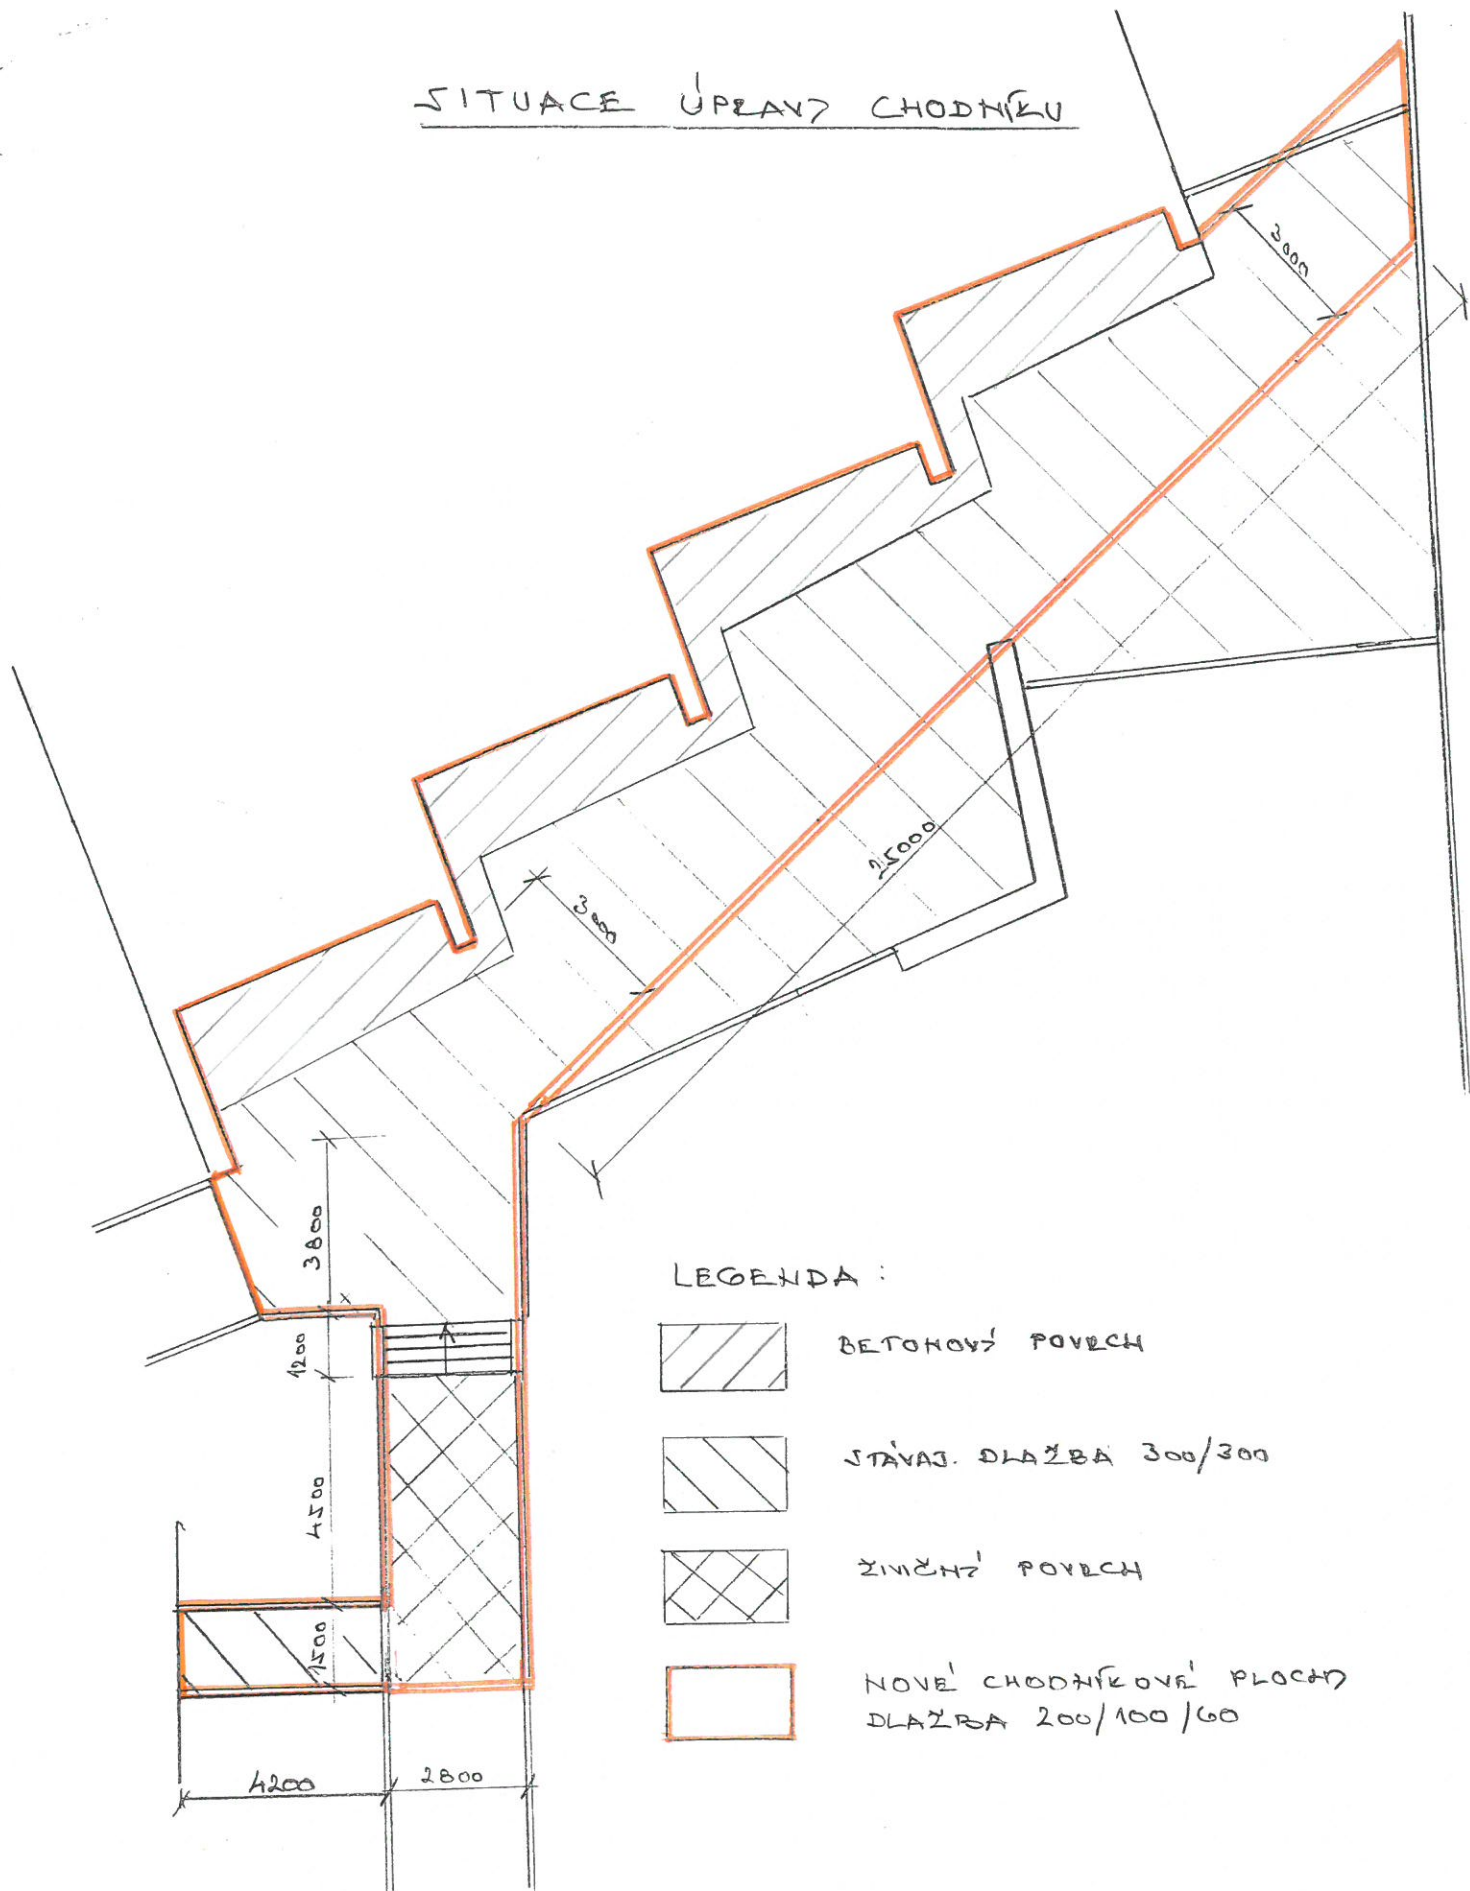 SITUACE ÚPRAVY CHODNÍKU
3000
25000
3000
3800
1200
4500
1500
4200
2800
LEGENDA :
BETONOVÝ POVRCH
STÁVAJ. DLAŽBA 300/300
ŽIVIČNÝ POVRCH
NOVÉ CHODNÍKOVÉ PLOCHY
DLAŽBA 200/100/60